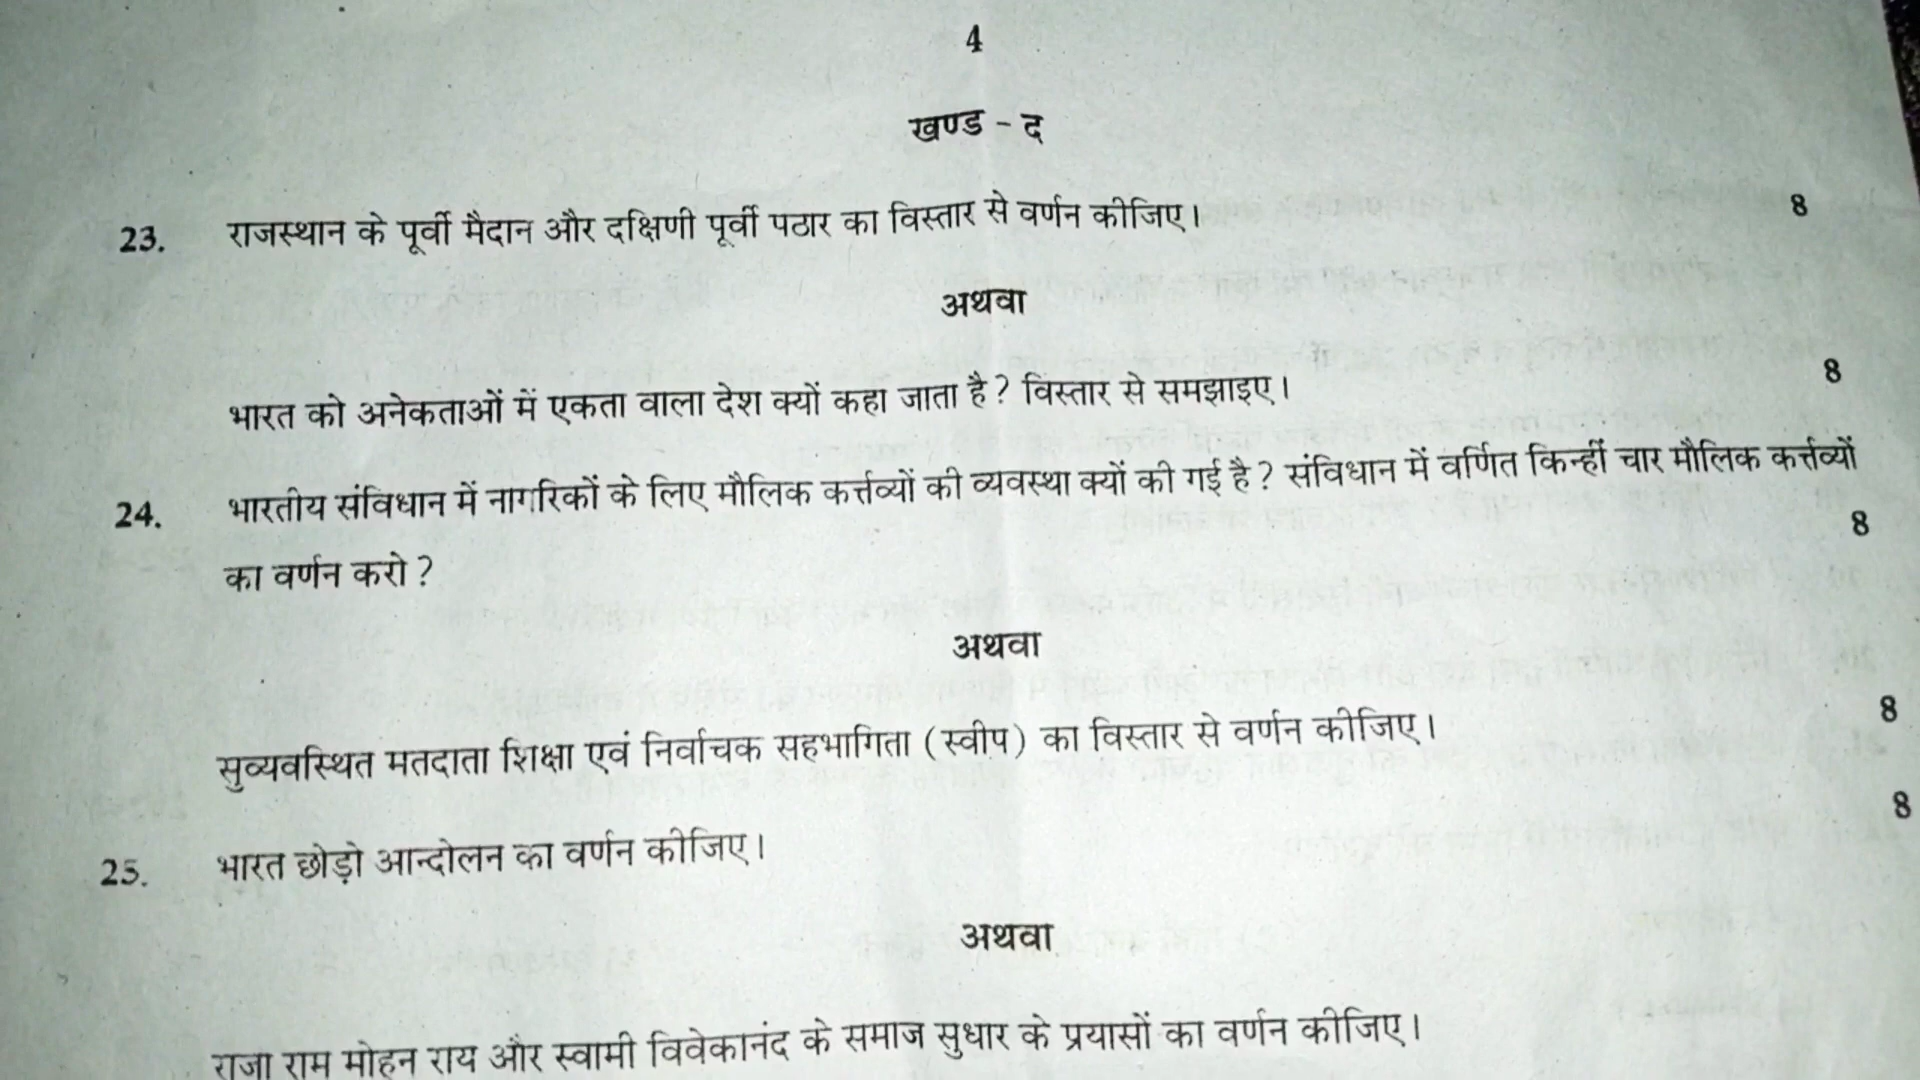 4
खण्ड - द
23. राजस्थान के पूर्वी मैदान और दक्षिणी पूर्वी पठार का विस्तार से वर्णन कीजिए। 8
अथवा
भारत को अनेकताओं में एकता वाला देश क्यों कहा जाता है ? विस्तार से समझाइए। 8
24. भारतीय संविधान में नागरिकों के लिए मौलिक कर्त्तव्यों की व्यवस्था क्यों की गई है ? संविधान में वर्णित किन्हीं चार मौलिक कर्त्तव्यों
का वर्णन करो ? 8
अथवा
सुव्यवस्थित मतदाता शिक्षा एवं निर्वाचक सहभागिता (स्वीप) का विस्तार से वर्णन कीजिए। 8
25. भारत छोड़ो आन्दोलन का वर्णन कीजिए। 8
अथवा
राजा राम मोहन राय और स्वामी विवेकानंद के समाज सुधार के प्रयासों का वर्णन कीजिए।